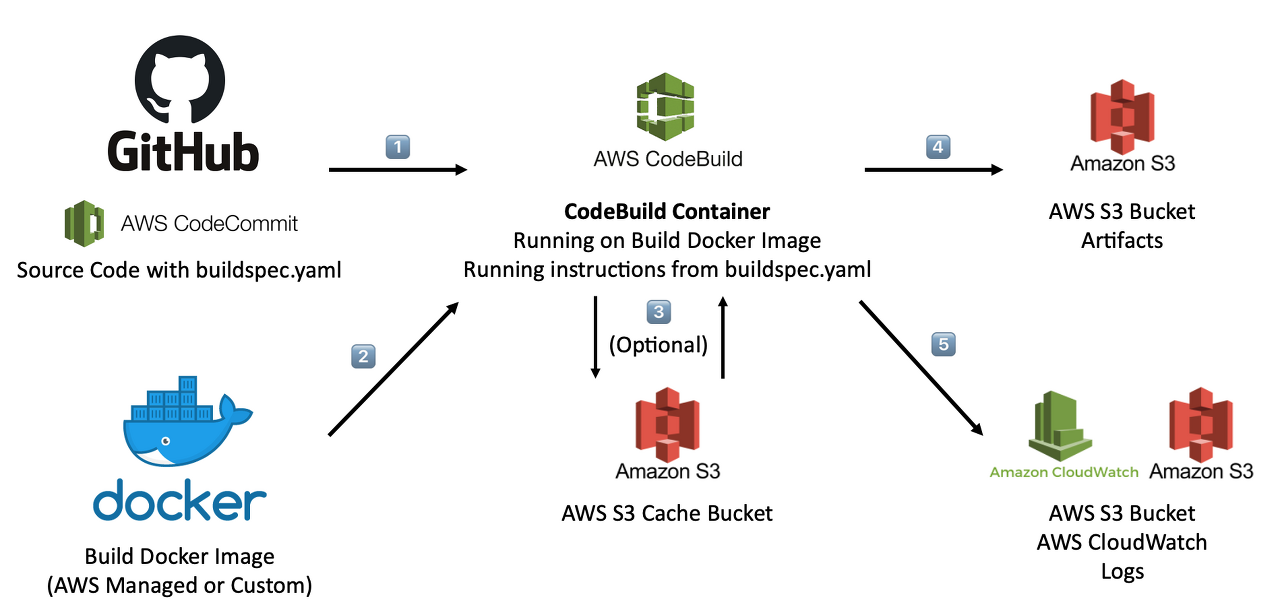 GitHub
AWS CodeCommit
Source Code with buildspec.yaml
1
AWS CodeBuild
CodeBuild Container
Running on Build Docker Image
Running instructions from buildspec.yaml
4
Amazon S3
AWS S3 Bucket
Artifacts
2
docker
Build Docker Image
(AWS Managed or Custom)
3
(Optional)
Amazon S3
AWS S3 Cache Bucket
5
Amazon CloudWatch
Amazon S3
AWS S3 Bucket
AWS CloudWatch
Logs